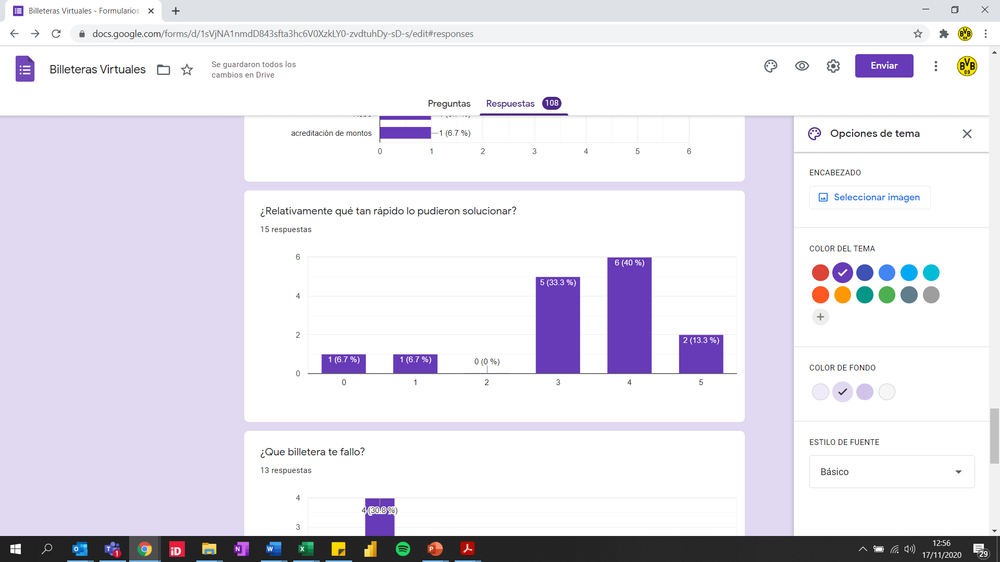 Billeteras Virtuales - Formularios
docs.google.com/forms/d/1sVjNA1nmdD843sfta3hc6V0XzkLY0-zvdtuhDy-sD-s/edit#responses
Billeteras Virtuales
Se guardaron todos los
cambios en Drive
Enviar
Preguntas
Respuestas 108
acreditación de montos
1 (6.7 %)
0 1 2 3 4 5 6
¿Relativamente qué tan rápido lo pudieron solucionar?
15 respuestas
6
4
2
0
1 (6.7 %)
1 (6.7 %)
0 (0 %)
5 (33.3 %)
6 (40 %)
2 (13.3 %)
0 1 2 3 4 5
¿Que billetera te fallo?
13 respuestas
4
3
4 (30.8 %)
Opciones de tema
ENCABEZADO
Seleccionar imagen
COLOR DEL TEMA
COLOR DE FONDO
ESTILO DE FUENTE
Básico
12:56
17/11/2020
29